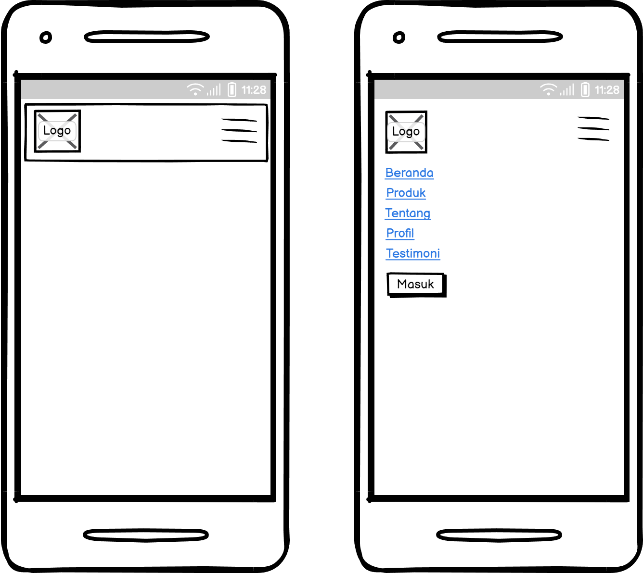 11:28
Logo
11:28
Logo
Beranda
Produk
Tentang
Profil
Testimoni
Masuk